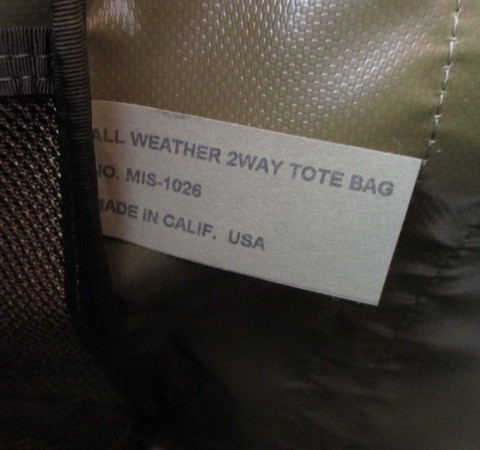 ALL WEATHER 2WAY TOTE BAG
NO. MIS-1026
MADE IN CALIF. USA